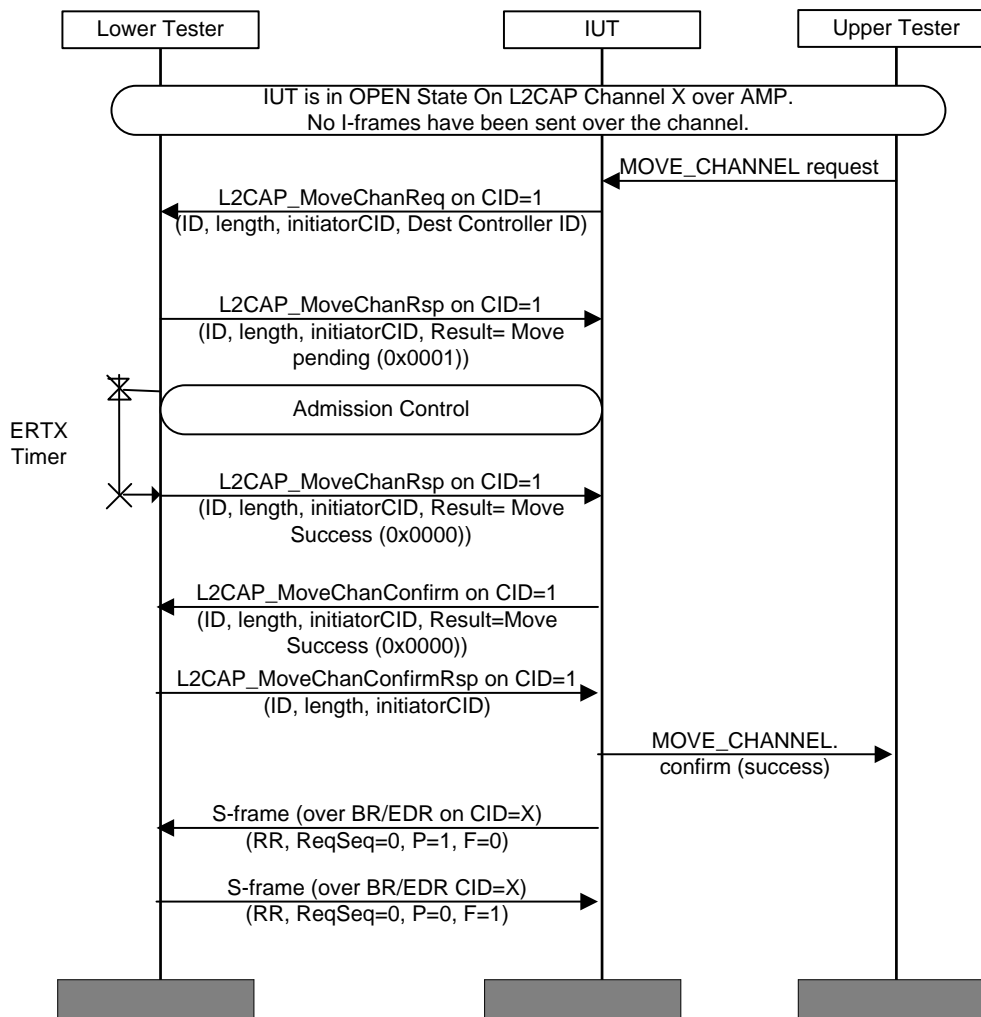 Lower Tester
IUT
Upper Tester
IUT is in OPEN State On L2CAP Channel X over AMP.
No I-frames have been sent over the channel.
MOVE_CHANNEL request
L2CAP_MoveChanReq on CID=1
(ID, length, initiatorCID, Dest Controller ID)
L2CAP_MoveChanRsp on CID=1
(ID, length, initiatorCID, Result= Move
pending (0x0001))
Admission Control
ERTX
Timer
L2CAP_MoveChanRsp on CID=1
(ID, length, initiatorCID, Result= Move
Success (0x0000))
L2CAP_MoveChanConfirm on CID=1
(ID, length, initiatorCID, Result=Move
Success (0x0000))
L2CAP_MoveChanConfirmRsp on CID=1
(ID, length, initiatorCID)
MOVE_CHANNEL.
confirm (success)
S-frame (over BR/EDR on CID=X)
(RR, ReqSeq=0, P=1, F=0)
S-frame (over BR/EDR CID=X)
(RR, ReqSeq=0, P=0, F=1)